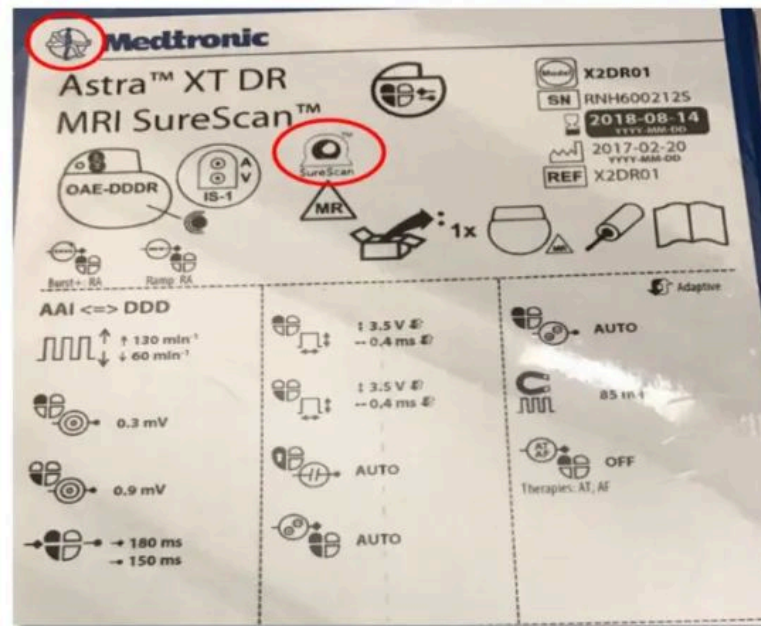 Medtronic
Astra™ XT DR
MRI SureScan™
Model X2DR01
SN RNH600212S
2018-08-14
YYYY-MM-DD
2017-02-20
YYYY-MM-DD
REF X2DR01
OAE-DDDR
A
V
IS-1
TM
SureScan
MR
: 1x
MR
Burst+: RA
Ramp: RA
Adaptive
AAI <=> DDD
↑ 130 min⁻¹
↓ 60 min⁻¹
0.3 mV
0.9 mV
→ 180 ms
→ 150 ms
↕ 3.5 V
↔ 0,4 ms
↕ 3.5 V
↔ 0,4 ms
AUTO
AUTO
AUTO
85
AT
AF
OFF
Therapies: AT, AF